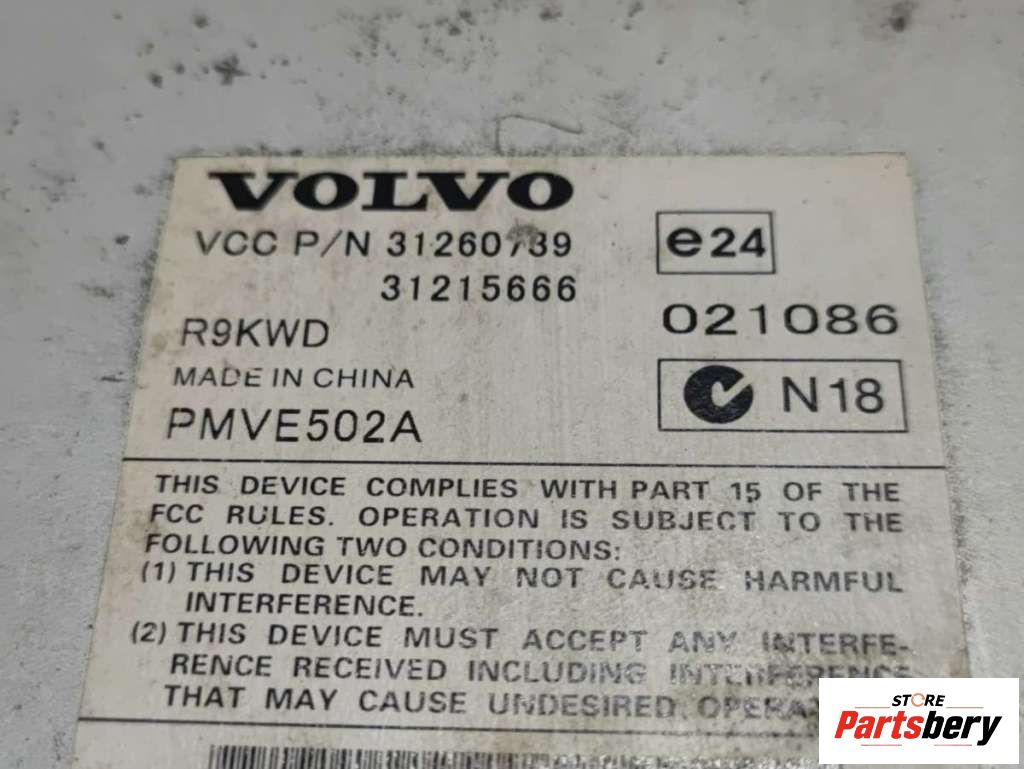 VOLVO
VCC P/N 31260739
31215666
e24
R9KWD
021086
MADE IN CHINA
N18
PMVE502A
THIS DEVICE COMPLIES WITH PART 15 OF THE
FCC RULES. OPERATION IS SUBJECT TO THE
FOLLOWING TWO CONDITIONS:
(1) THIS DEVICE MAY NOT CAUSE HARMFUL
INTERFERENCE.
(2) THIS DEVICE MUST ACCEPT ANY INTERFE-
RENCE RECEIVED INCLUDING INTERFERENCE
THAT MAY CAUSE UNDESIRED
STORE
Partsbery